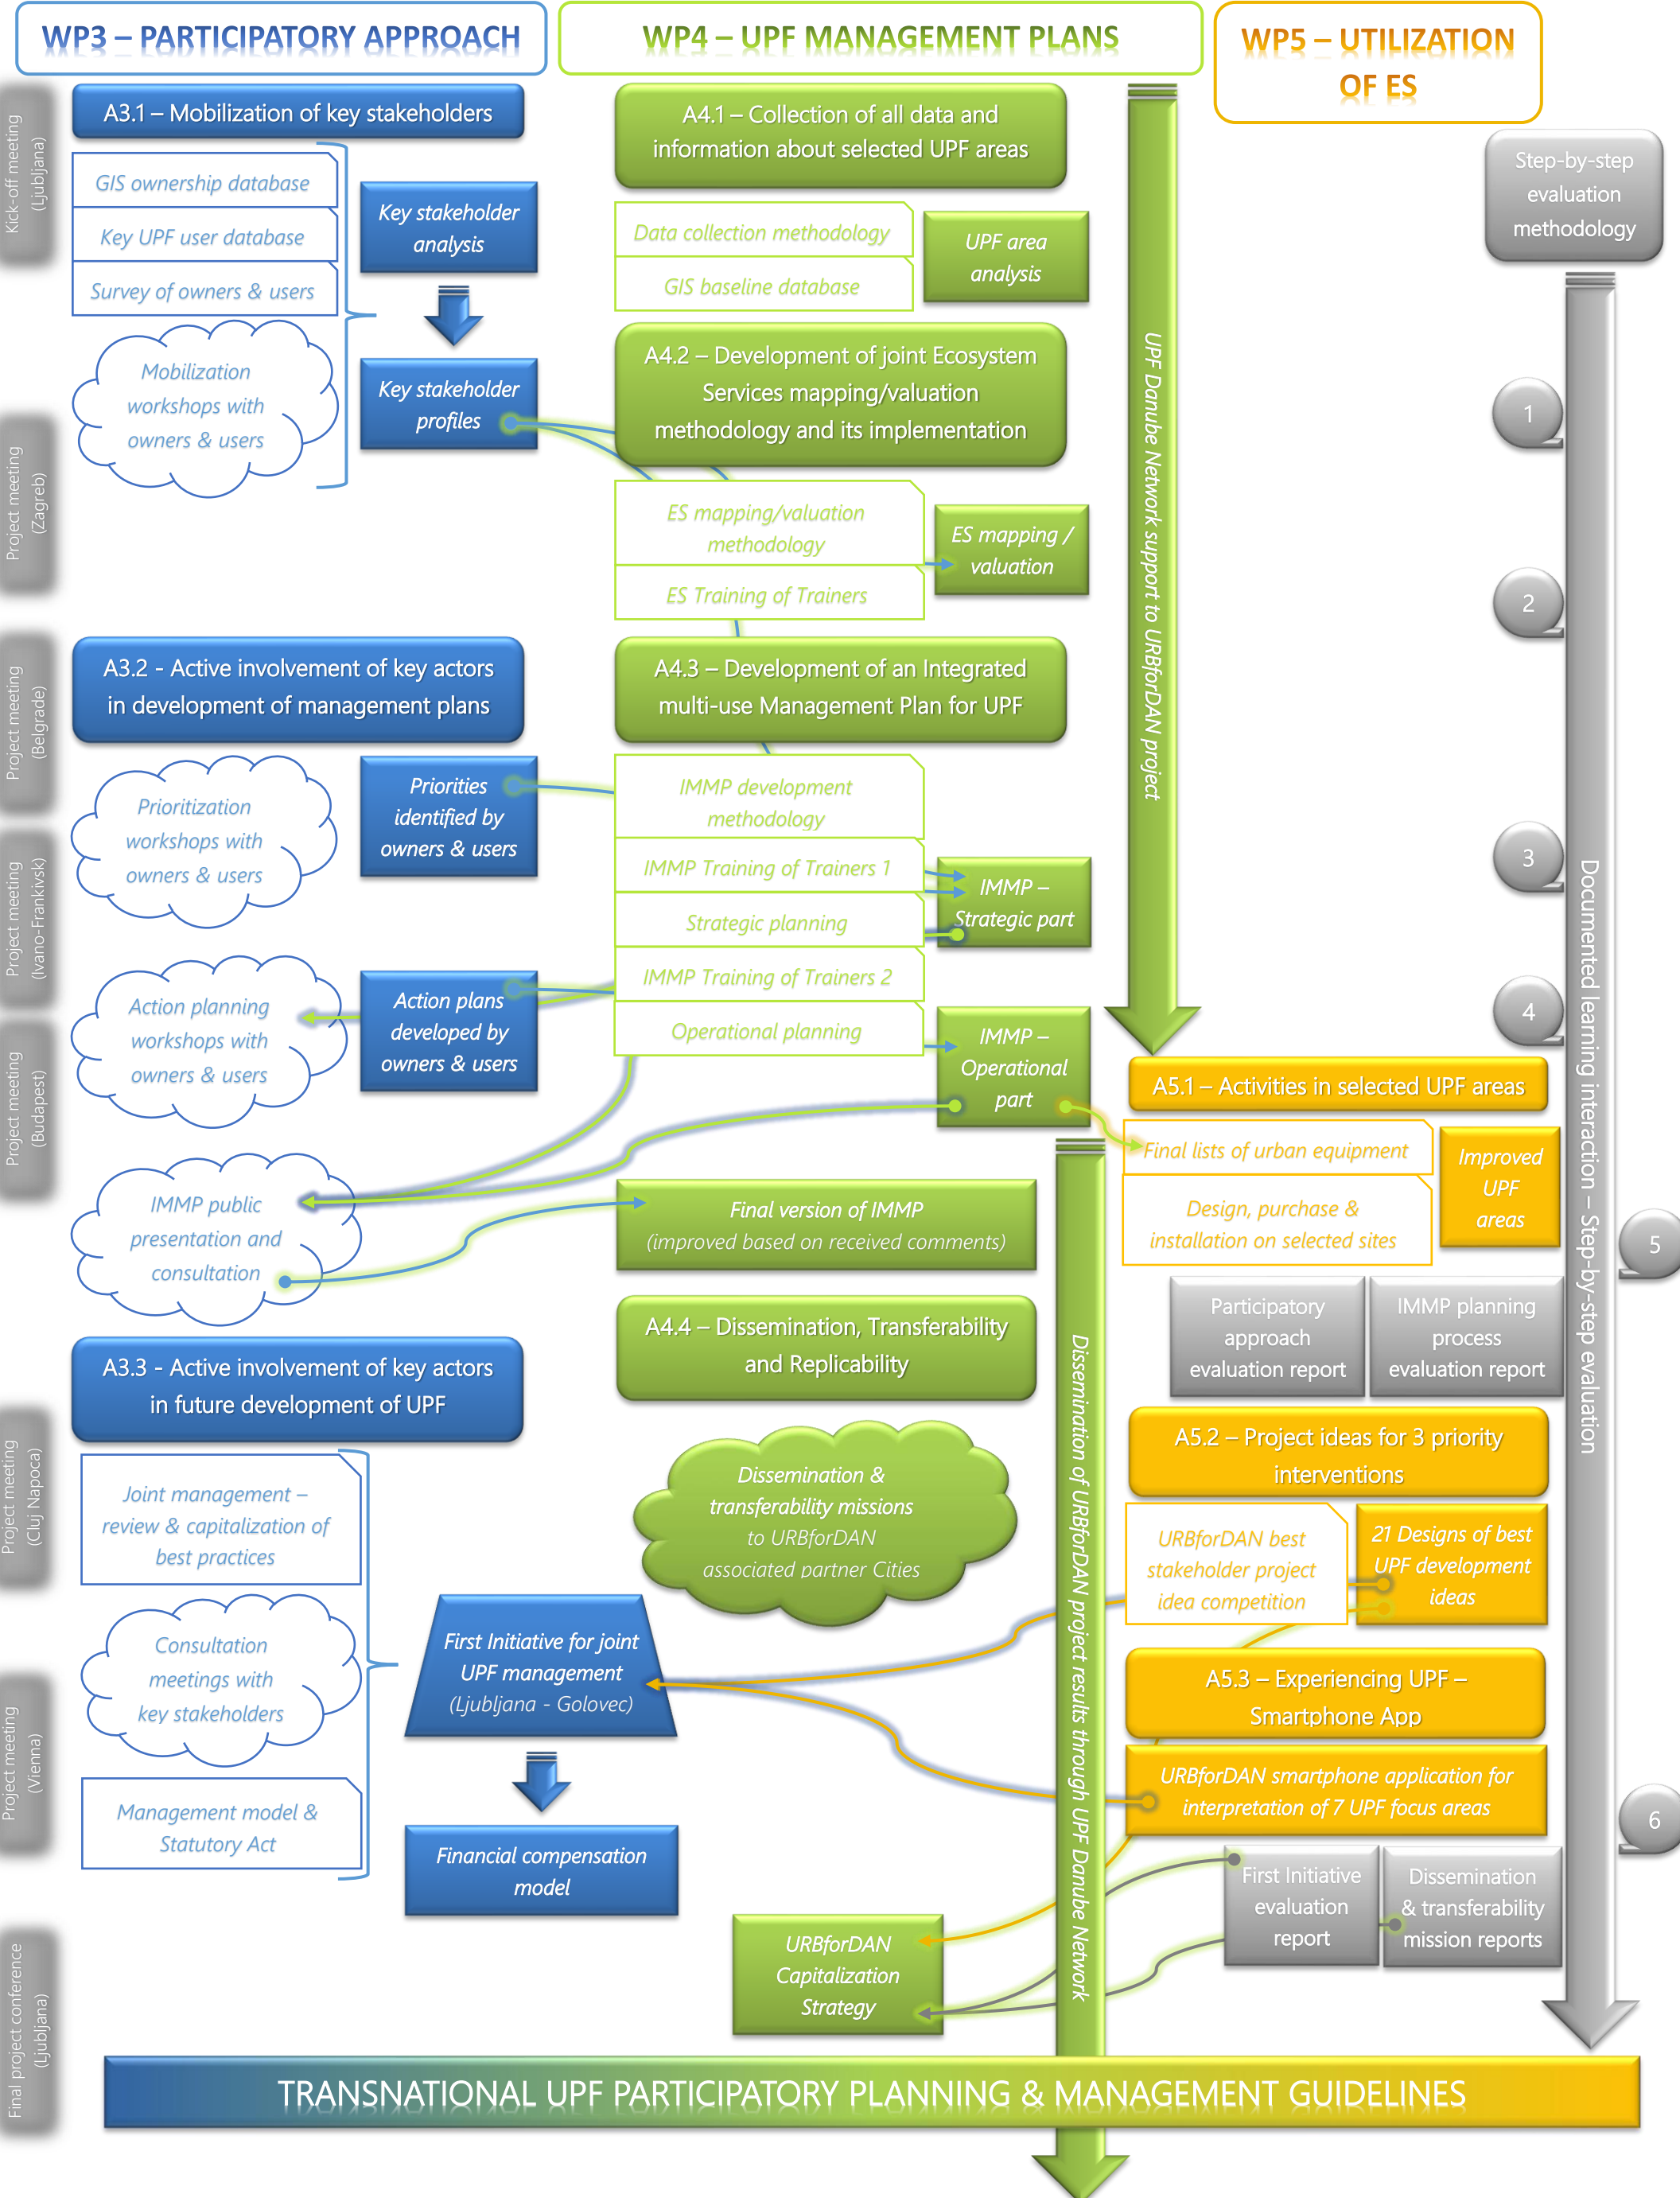 WP3 – PARTICIPATORY APPROACH
WP4 – UPF MANAGEMENT PLANS
WP5 – UTILIZATION
OF ES
Kick-off meeting
(Ljubljana)
Project meeting
(Zagreb)
Project meeting
(Belgrade)
Project meeting
(Ivano-Frankivsk)
Project meeting
(Budapest)
Project meeting
(Cluj Napoca)
Project meeting
(Vienna)
Final project conference
(Ljubljana)
A3.1 – Mobilization of key stakeholders
GIS ownership database
Key UPF user database
Survey of owners & users
Mobilization
workshops with
owners & users
Key stakeholder
analysis
Key stakeholder
profiles
A3.2 - Active involvement of key actors
in development of management plans
Prioritization
workshops with
owners & users
Priorities
identified by
owners & users
Action planning
workshops with
owners & users
Action plans
developed by
owners & users
IMMP public
presentation and
consultation
A3.3 - Active involvement of key actors
in future development of UPF
Joint management –
review & capitalization of
best practices
Consultation
meetings with
key stakeholders
Management model &
Statutory Act
First Initiative for joint
UPF management
(Ljubljana - Golovec)
Financial compensation
model
A4.1 – Collection of all data and
information about selected UPF areas
Data collection methodology
GIS baseline database
UPF area
analysis
A4.2 – Development of joint Ecosystem
Services mapping/valuation
methodology and its implementation
ES mapping/valuation
methodology
ES Training of Trainers
ES mapping /
valuation
A4.3 – Development of an Integrated
multi-use Management Plan for UPF
IMMP development
methodology
IMMP Training of Trainers 1
Strategic planning
IMMP Training of Trainers 2
Operational planning
IMMP –
Strategic part
IMMP –
Operational
part
Final version of IMMP
(improved based on received comments)
A4.4 – Dissemination, Transferability
and Replicability
Dissemination &
transferability missions
to URBforDAN
associated partner Cities
URBforDAN
Capitalization
Strategy
UPF Danube Network support to URBforDAN project
Dissemination of URBforDAN project results through UPF Danube Network
Step-by-step
evaluation
methodology
1
2
3
4
5
6
Documented learning interaction – Step-by-step evaluation
A5.1 – Activities in selected UPF areas
Final lists of urban equipment
Design, purchase &
installation on selected sites
Improved
UPF
areas
Participatory
approach
evaluation report
IMMP planning
process
evaluation report
A5.2 – Project ideas for 3 priority
interventions
URBforDAN best
stakeholder project
idea competition
21 Designs of best
UPF development
ideas
A5.3 – Experiencing UPF –
Smartphone App
URBforDAN smartphone application for
interpretation of 7 UPF focus areas
First Initiative
evaluation
report
Dissemination
& transferability
mission reports
TRANSNATIONAL UPF PARTICIPATORY PLANNING & MANAGEMENT GUIDELINES